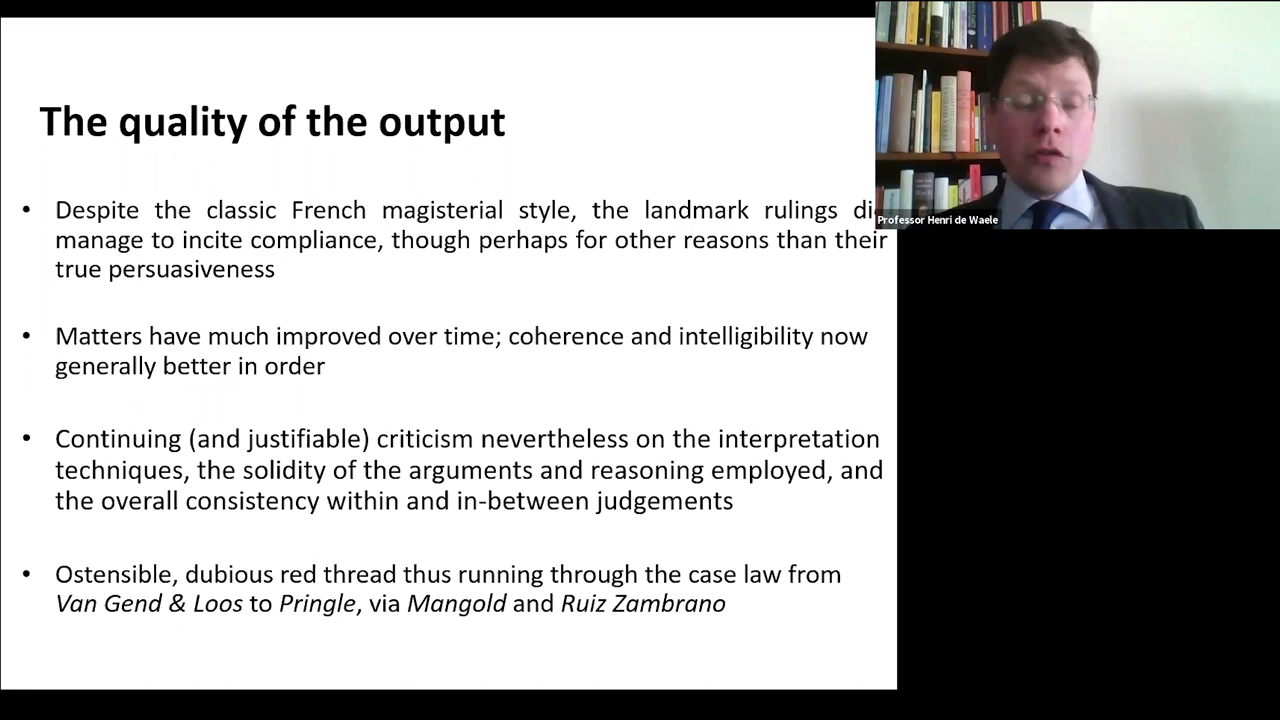 The quality of the output
• Despite the classic French magisterial style, the landmark rulings di
manage to incite compliance, though perhaps for other reasons than their
true persuasiveness
• Matters have much improved over time; coherence and intelligibility now
generally better in order
• Continuing (and justifiable) criticism nevertheless on the interpretation
techniques, the solidity of the arguments and reasoning employed, and
the overall consistency within and in-between judgements
• Ostensible, dubious red thread thus running through the case law from
Van Gend & Loos to Pringle, via Mangold and Ruiz Zambrano
Professor Henri de Waele